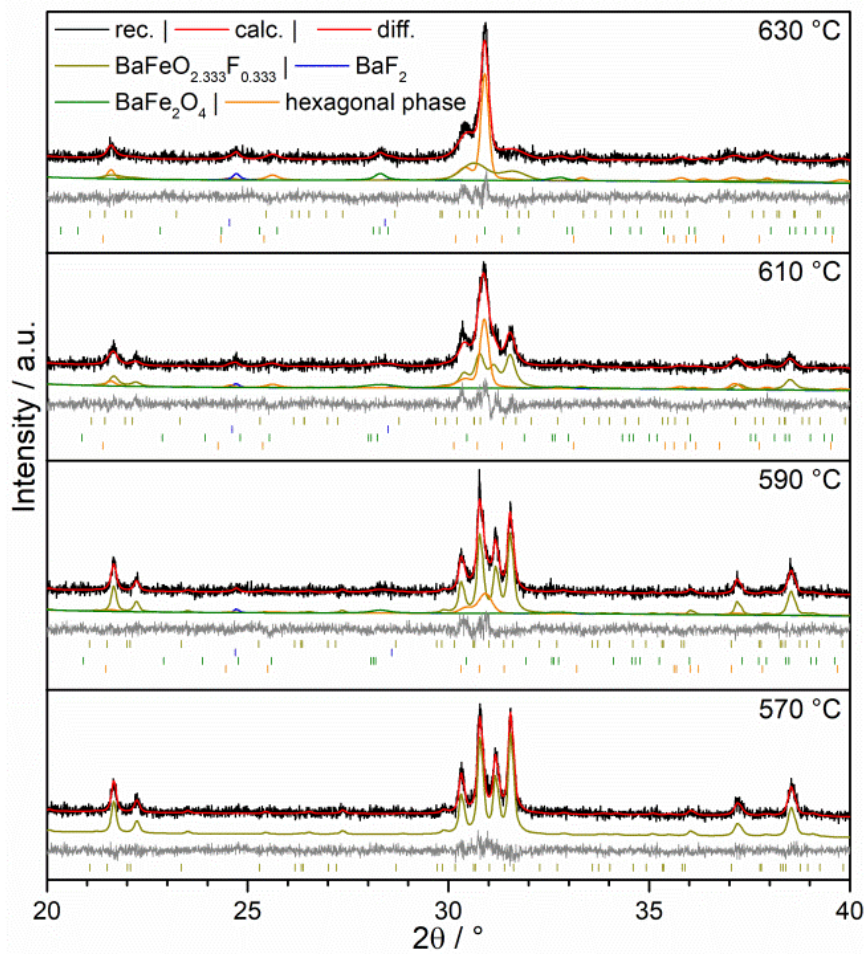 rec. | calc. | diff.
630 °C
BaFeO2.333F0.333 | BaF2
BaFe2O4 | hexagonal phase
610 °C
590 °C
570 °C
Intensity / a.u.
20 25 30 35 40
2θ / °